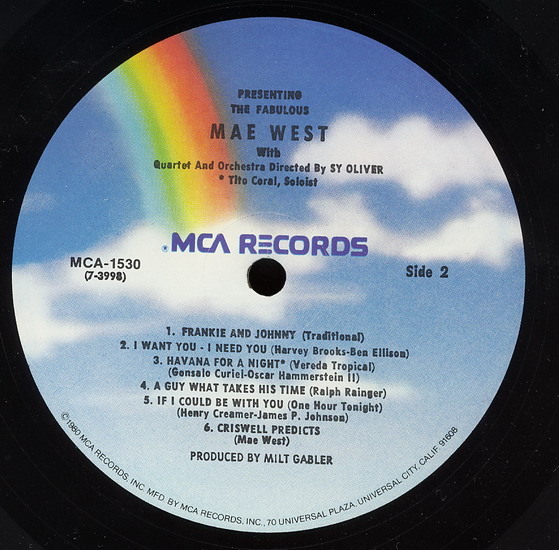 PRESENTING
THE FABULOUS
MAE WEST
With
Quartet And Orchestra Directed By SY OLIVER
* Tito Coral, Soloist
®MCA RECORDS
MCA-1530
(7-3998)
Side 2
1. FRANKIE AND JOHNNY (Traditional)
2. I WANT YOU - I NEED YOU (Harvey Brooks-Ben Ellison)
3. HAVANA FOR A NIGHT* (Vereda Tropical)
(Gonsalo Curiel-Oscar Hammerstein II)
4. A GUY WHAT TAKES HIS TIME (Ralph Rainger)
5. IF I COULD BE WITH YOU (One Hour Tonight)
(Henry Creamer-James P. Johnson)
6. CRISWELL PREDICTS
(Mae West)
PRODUCED BY MILT GABLER
©1980 MCA RECORDS, INC. MFD. BY MCA RECORDS, INC., 70 UNIVERSAL PLAZA, UNIVERSAL CITY, CALIF. 91608